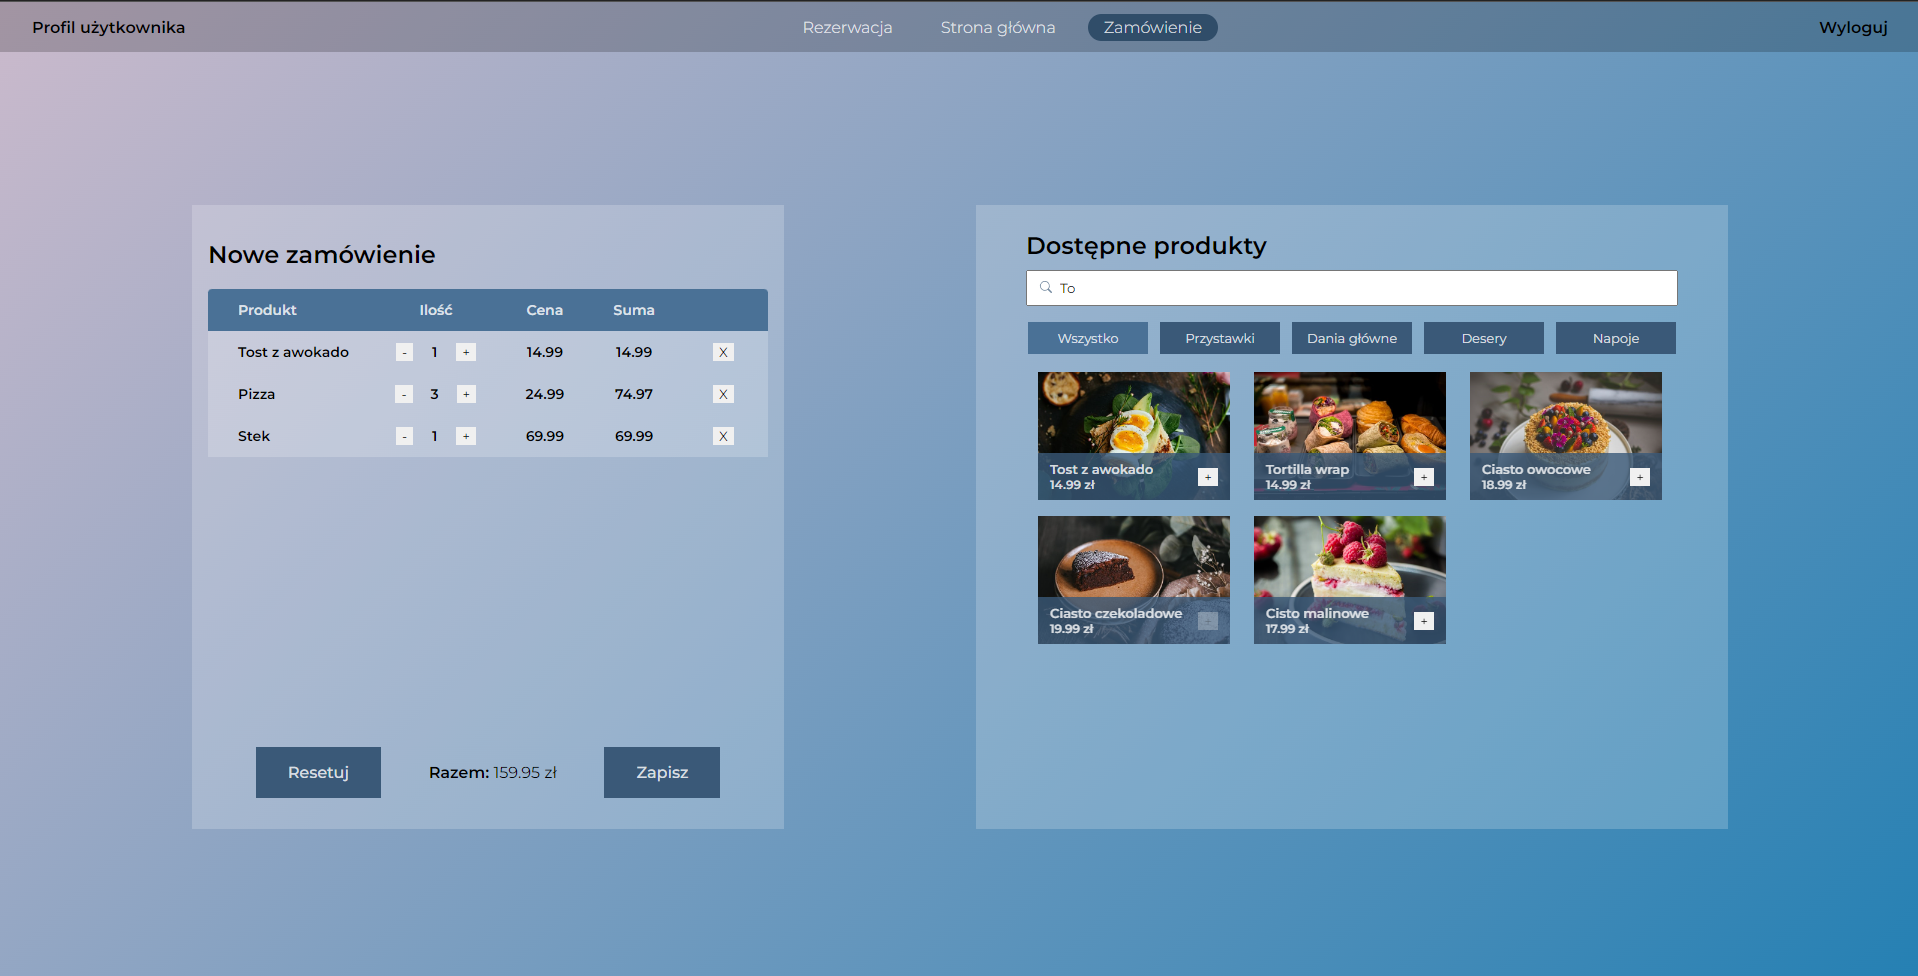 Profil użytkownika Rezerwacja Strona główna Zamówienie Wyloguj
Nowe zamówienie
Produkt Ilość Cena Suma
Tost z awokado - 1 + 14.99 14.99 X
Pizza - 3 + 24.99 74.97 X
Stek - 1 + 69.99 69.99 X
Resetuj Razem: 159.95 zł Zapisz
Dostępne produkty
To
Wszystko Przystawki Dania główne Desery Napoje
Tost z awokado
14.99 zł +
Tortilla wrap
14.99 zł +
Ciasto owocowe
18.99 zł +
Ciasto czekoladowe
19.99 zł +
Cisto malinowe
17.99 zł +